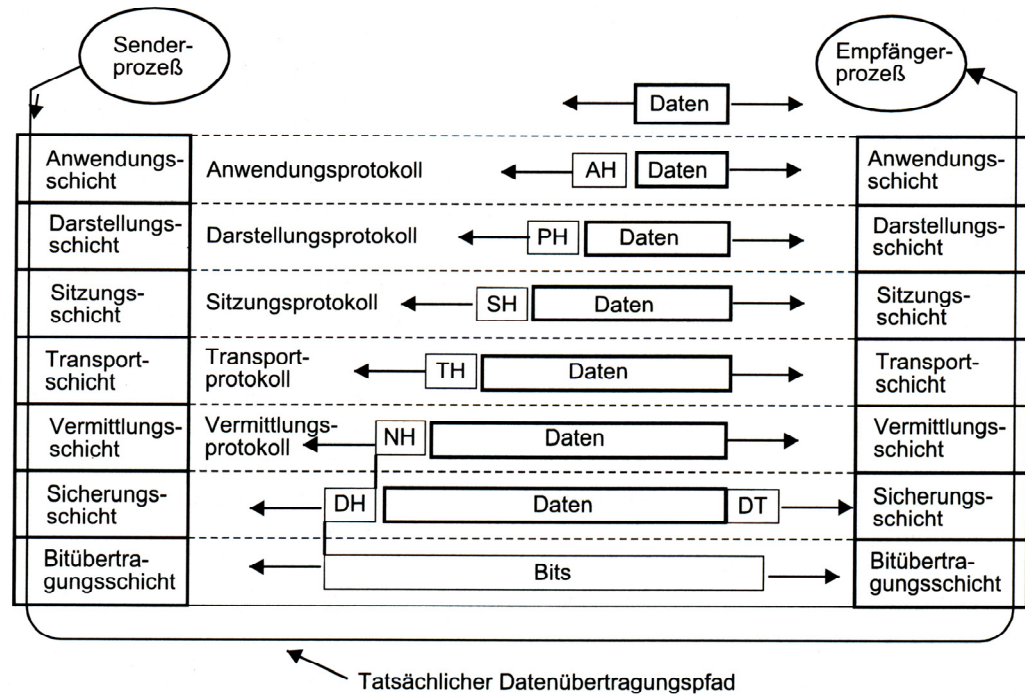 Sender-
prozeß
Empfänger-
prozeß
Daten
Anwendungs-
schicht
Anwendungsprotokoll
AH
Daten
Anwendungs-
schicht
Darstellungs-
schicht
Darstellungsprotokoll
PH
Daten
Darstellungs-
schicht
Sitzungs-
schicht
Sitzungsprotokoll
SH
Daten
Sitzungs-
schicht
Transport-
schicht
Transport-
protokoll
TH
Daten
Transport-
schicht
Vermittlungs-
schicht
Vermittlungs-
protokoll
NH
Daten
Vermittlungs-
schicht
Sicherungs-
schicht
DH
Daten
DT
Sicherungs-
schicht
Bitübertra-
gungsschicht
Bits
Bitübertra-
gungsschicht
Tatsächlicher Datenübertragungspfad